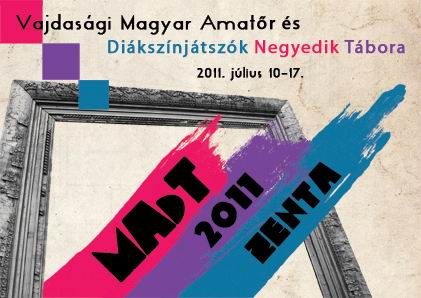 Vajdasági Magyar Amatőr és
Diákszínjátszók Negyedik Tábora
2011. július 10-17.
MADT
2011
ZENTA